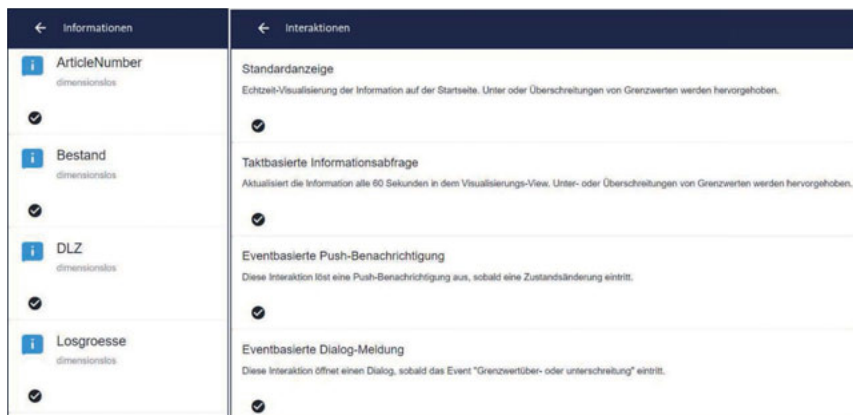 Informationen
ArticleNumber
dimensionslos
Bestand
dimensionslos
DLZ
dimensionslos
Losgroesse
dimensionslos
Interaktionen
Standardanzeige
Echtzeit-Visualisierung der Information auf der Startseite. Unter oder Überschreitungen von Grenzwerten werden hervorgehoben.
Taktbasierte Informationsabfrage
Aktualisiert die Information alle 60 Sekunden in dem Visualisierungs-View. Unter- oder Überschreitungen von Grenzwerten werden hervorgehoben.
Eventbasierte Push-Benachrichtigung
Diese Interaktion löst eine Push-Benachrichtigung aus, sobald eine Zustandsänderung eintritt.
Eventbasierte Dialog-Meldung
Diese Interaktion öffnet einen Dialog, sobald das Event "Grenzwertüber- oder unterschreitung" eintritt.